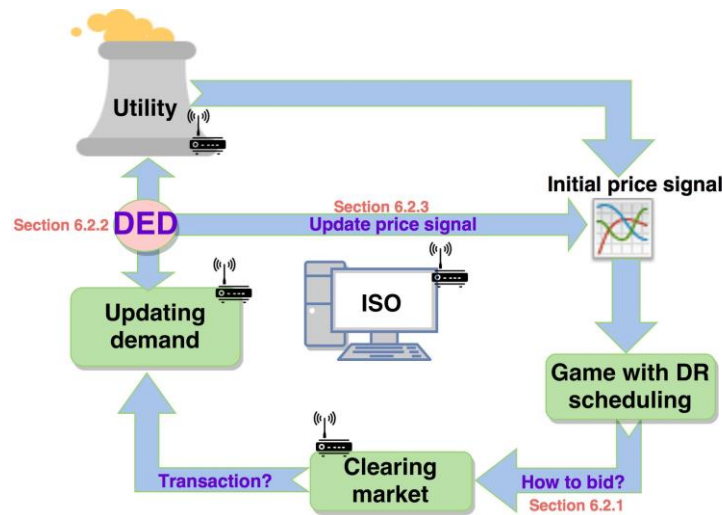 Utility
Initial price signal
Section 6.2.2
DED
Section 6.2.3
Update price signal
ISO
Updating
demand
Game with DR
scheduling
Transaction?
Clearing
market
How to bid?
Section 6.2.1